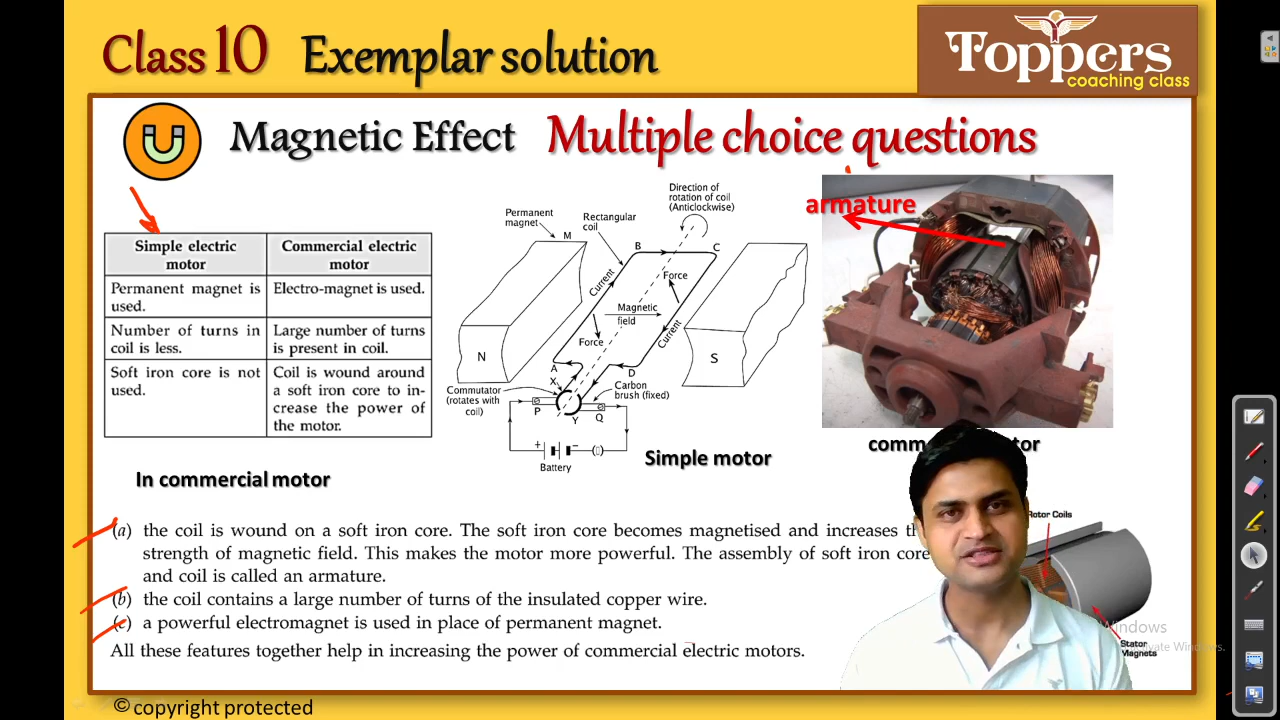 Class 10 Exemplar solution
Toppers
coaching class
Magnetic Effect Multiple choice questions
Simple electric motor
Commercial electric motor
Permanent magnet is used.
Electro-magnet is used.
Number of turns in coil is less.
Large number of turns is present in coil.
Soft iron core is not used.
Coil is wound around a soft iron core to in-
crease the power of the motor.
Direction of
rotation of coil
(Anticlockwise)
Permanent
magnet
Rectangular
coil
M
B
C
Force
Current
Magnetic
field
Current
Force
N
S
A
D
X
Commutator
(rotates with
coil)
Carbon
brush (fixed)
P
Y
Q
+
−
Battery
Simple motor
armature
In commercial motor
(a) the coil is wound on a soft iron core. The soft iron core becomes magnetised and increases
strength of magnetic field. This makes the motor more powerful. The assembly of soft iron core
and coil is called an armature.
(b) the coil contains a large number of turns of the insulated copper wire.
(c) a powerful electromagnet is used in place of permanent magnet.
All these features together help in increasing the power of commercial electric motors.
Rotor Coils
Stator
Magnets
Windows
Windows.
© copyright protected